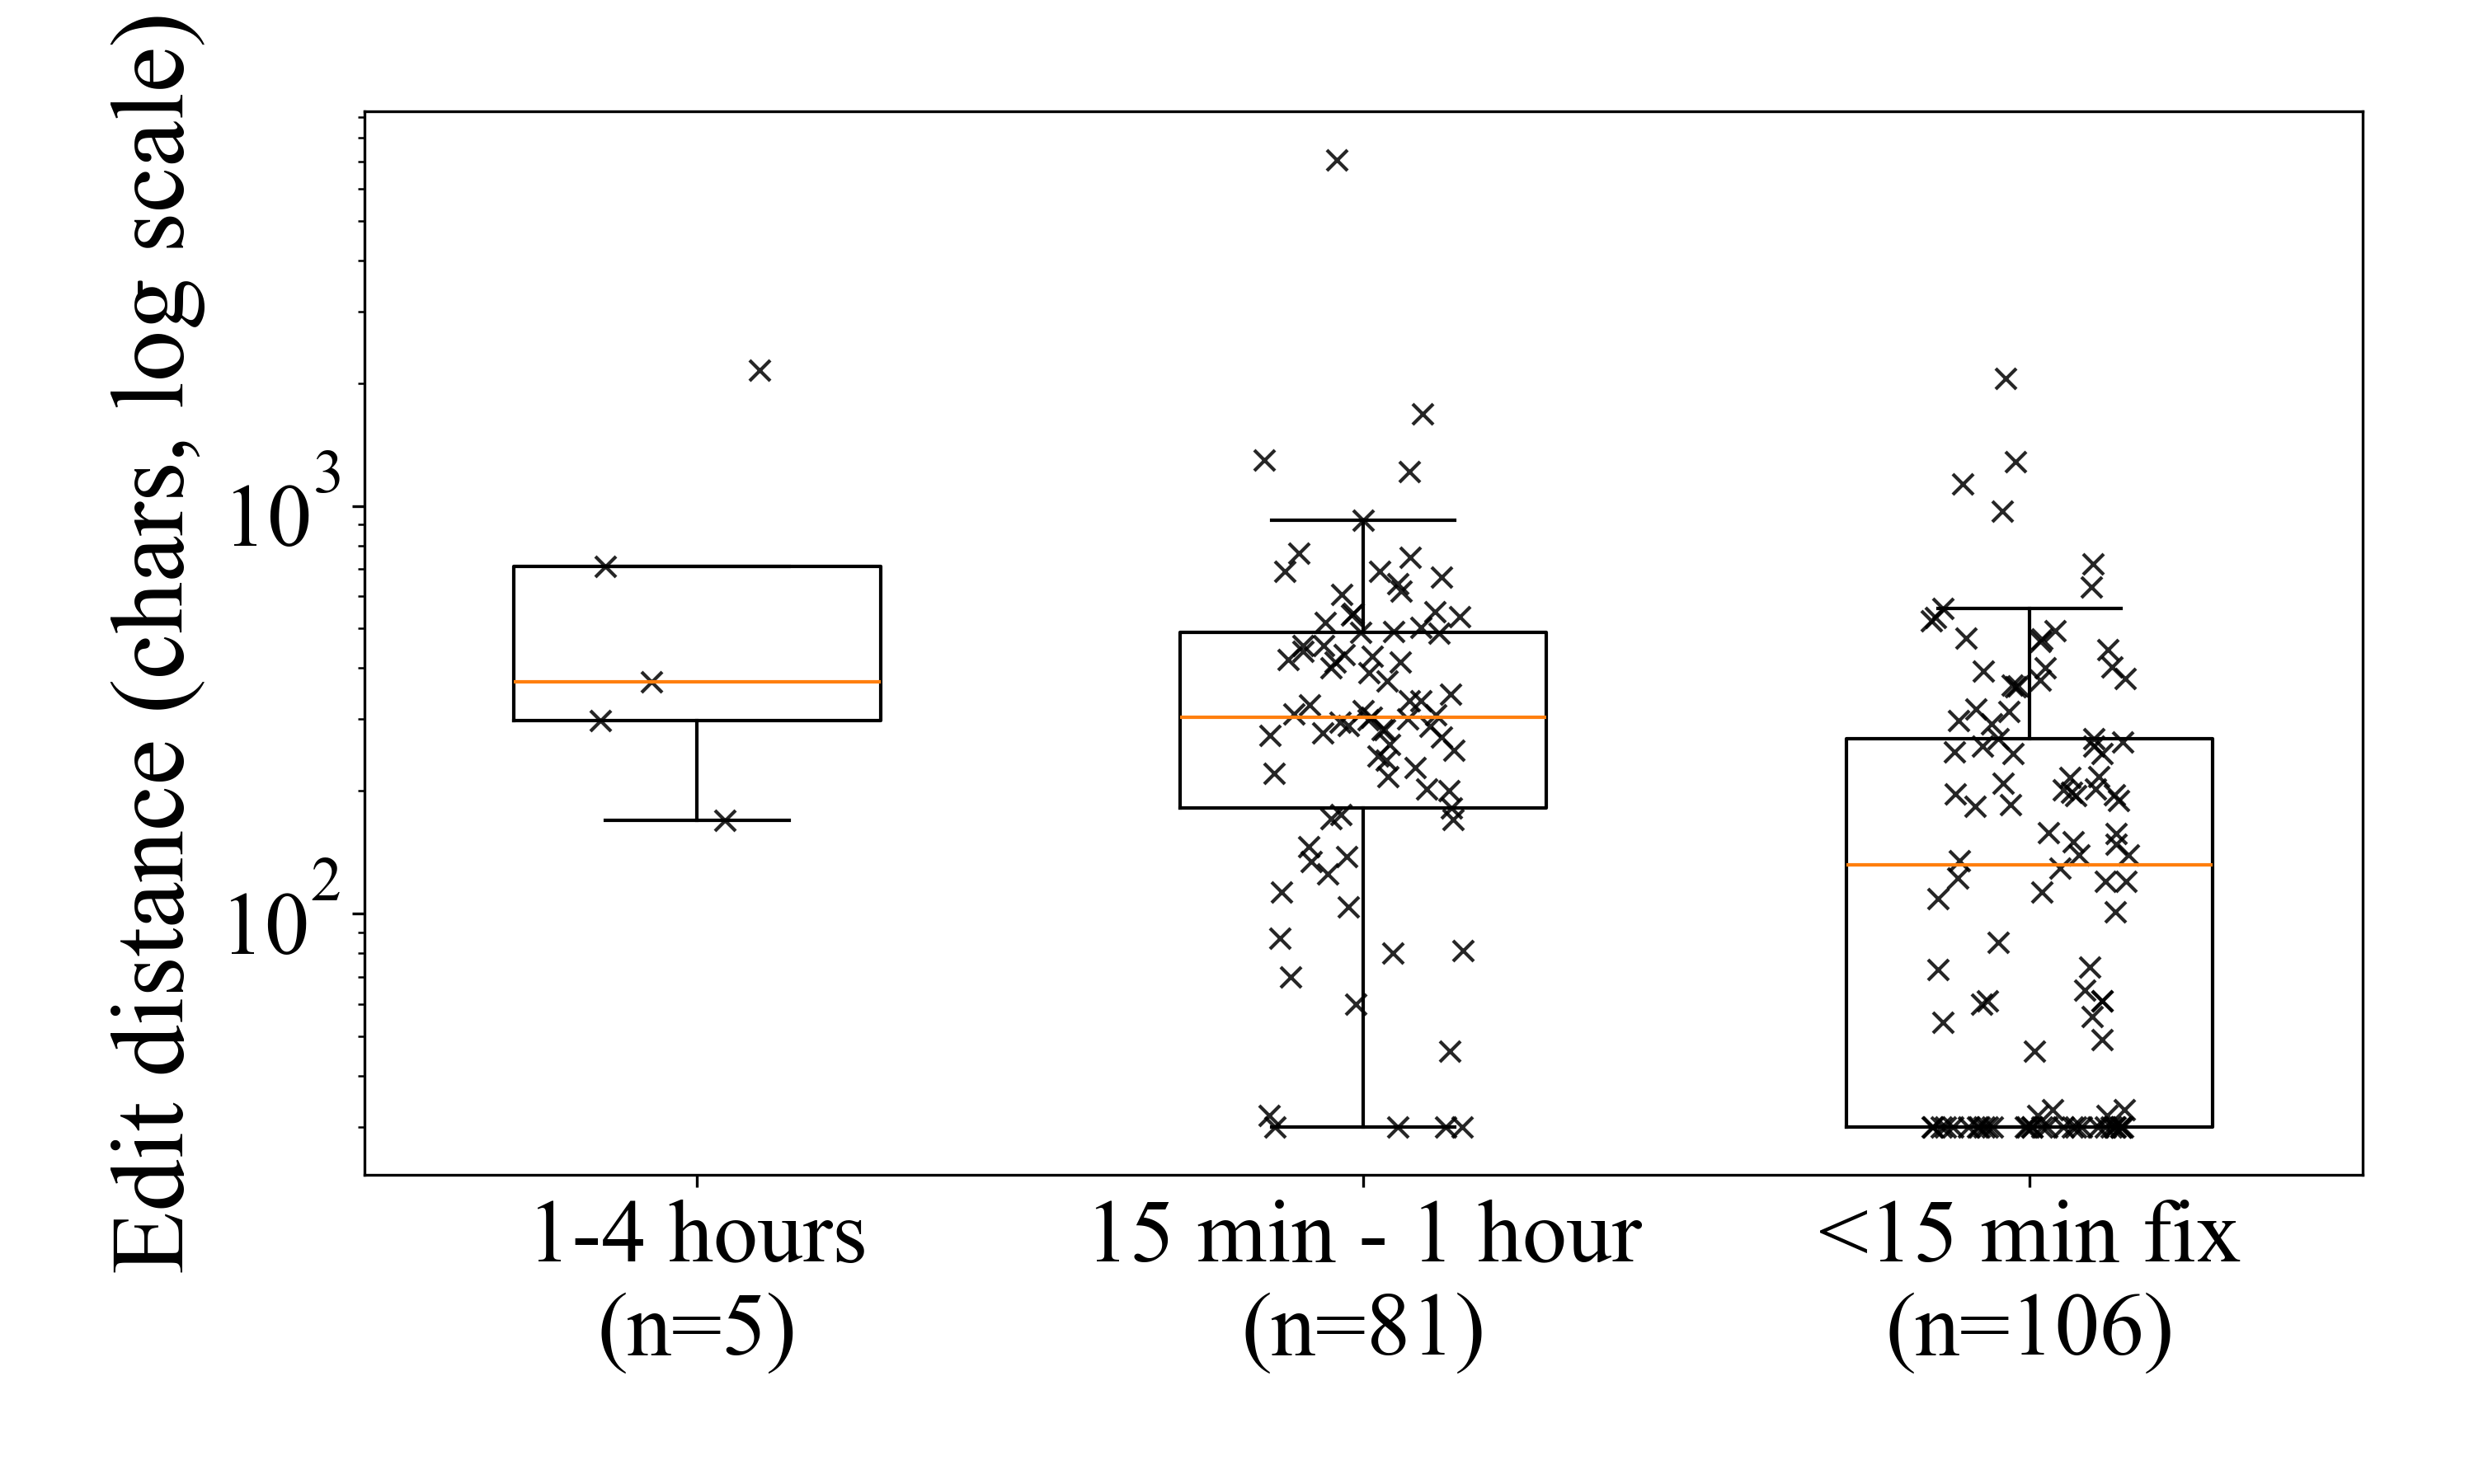 Edit distance (chars, log scale)
10^3
10^2
1-4 hours
(n=5)
15 min - 1 hour
(n=81)
<15 min fix
(n=106)